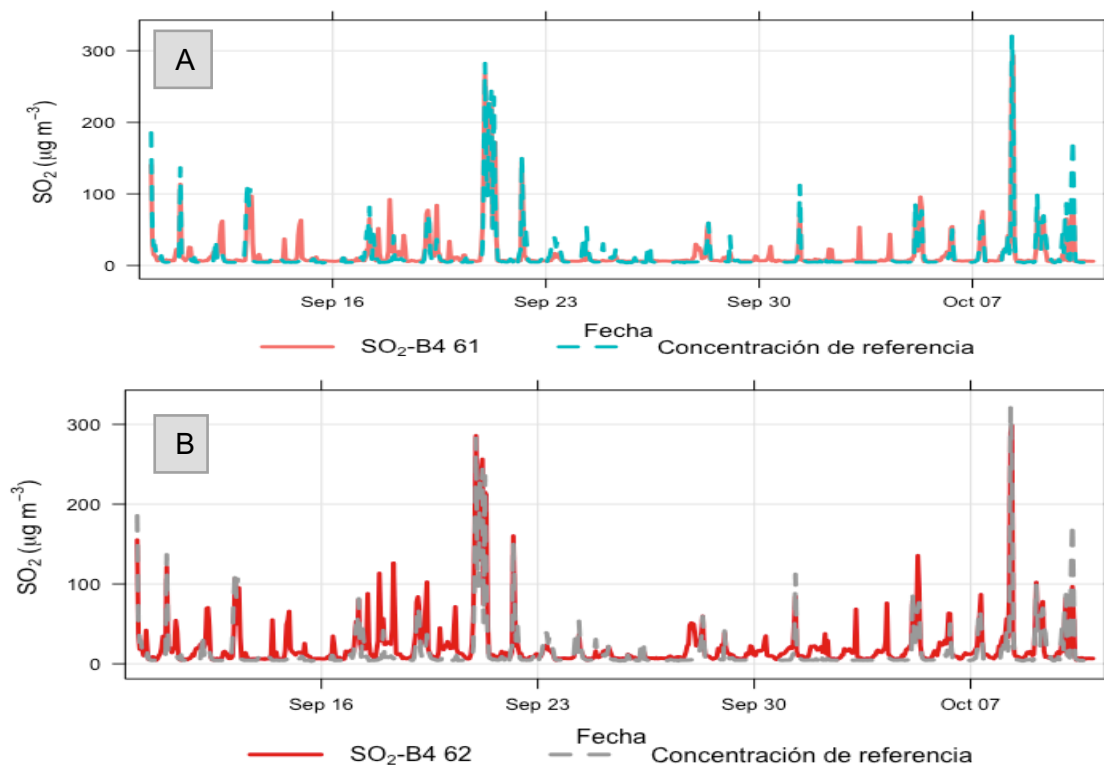 A
300
200
100
0
SO₂ (µg m⁻³)
Sep 16 Sep 23 Sep 30 Oct 07
Fecha
SO₂-B4 61 Concentración de referencia
B
300
200
100
0
SO₂ (µg m⁻³)
Sep 16 Sep 23 Sep 30 Oct 07
Fecha
SO₂-B4 62 Concentración de referencia